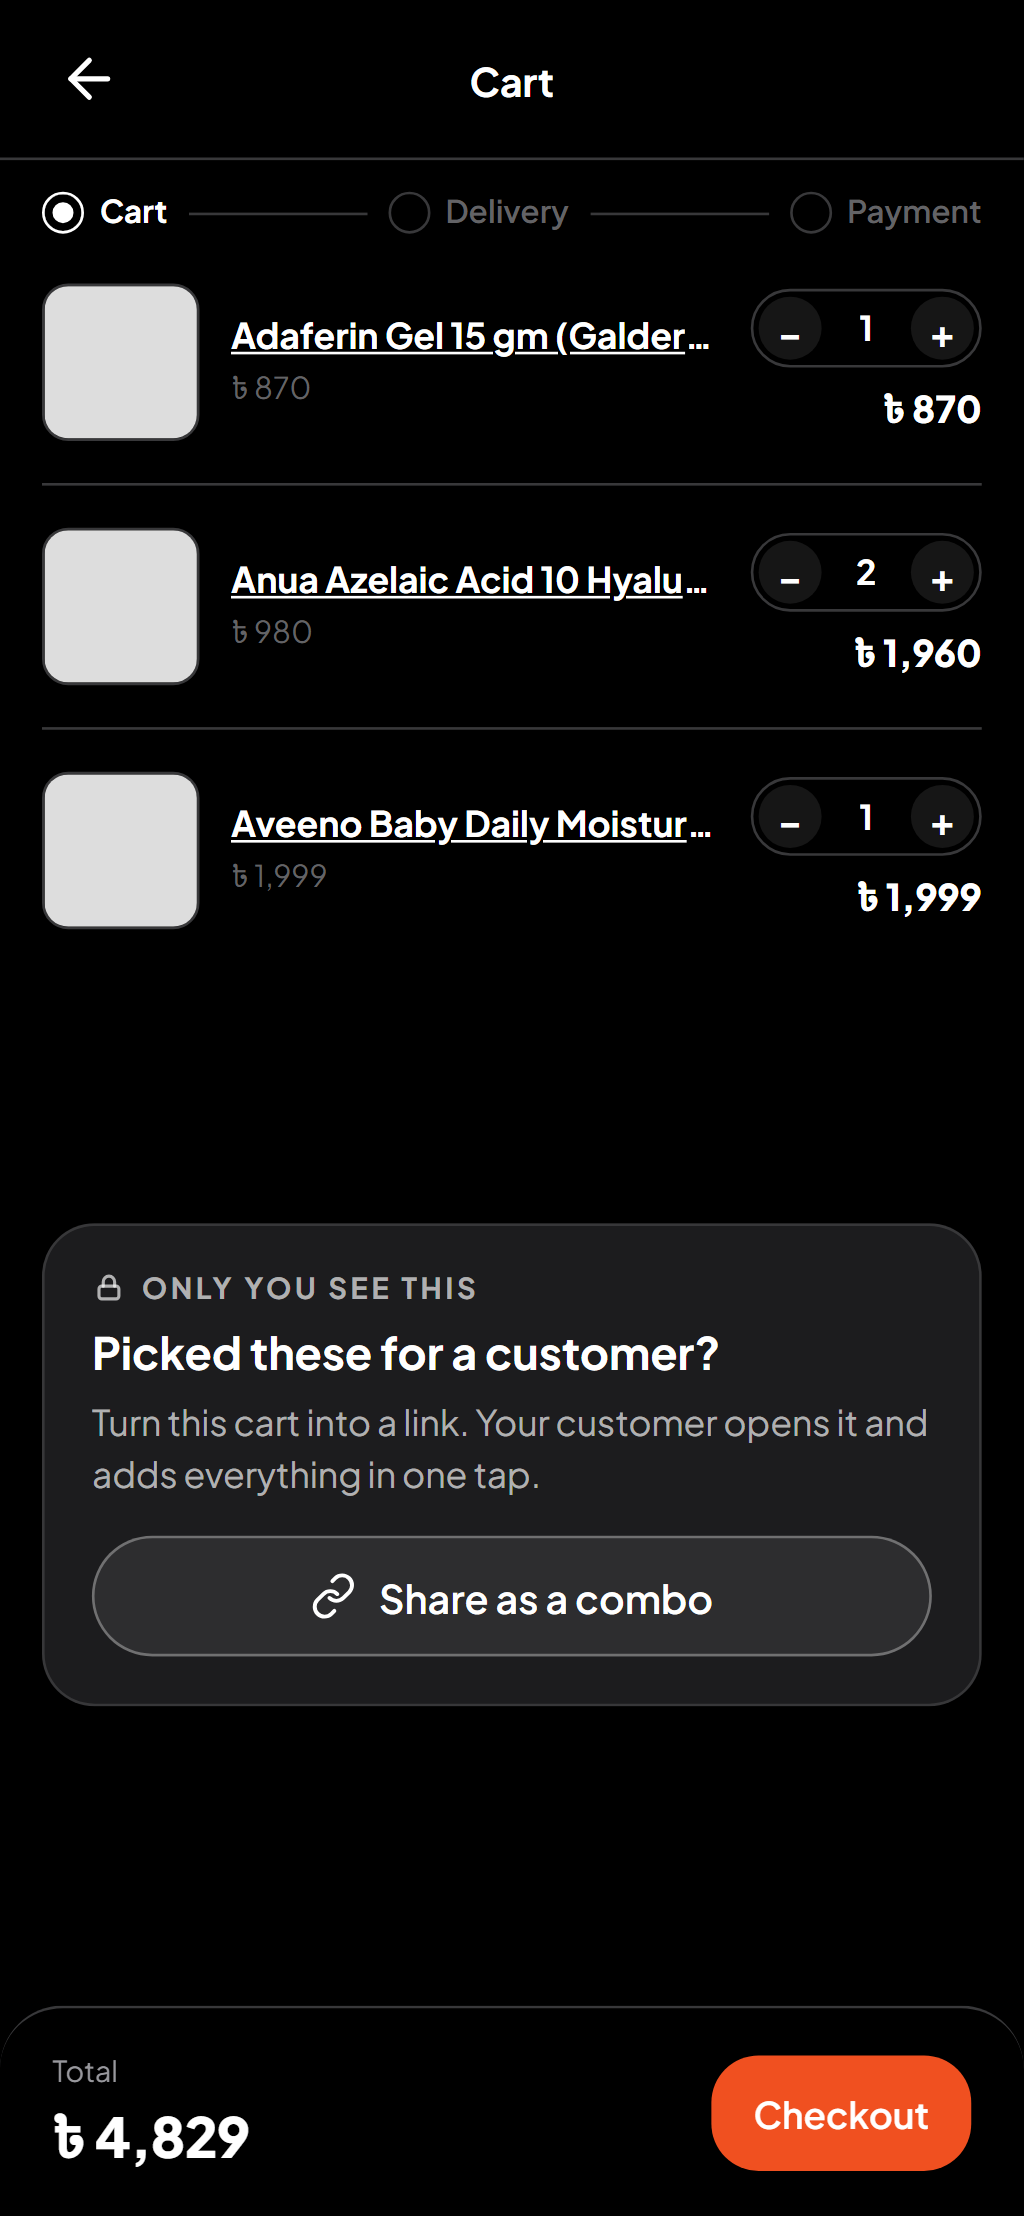 Cart
Cart
Delivery
Payment
Adaferin Gel 15 gm (Galder...
৳ 870
- 1 +
৳ 870
Anua Azelaic Acid 10 Hyalu...
৳ 980
- 2 +
৳ 1,960
Aveeno Baby Daily Moistur...
৳ 1,999
- 1 +
৳ 1,999
ONLY YOU SEE THIS
Picked these for a customer?
Turn this cart into a link. Your customer opens it and
adds everything in one tap.
Share as a combo
Total
৳ 4,829
Checkout